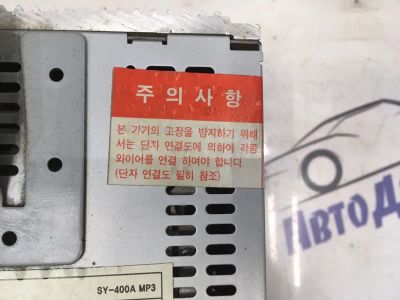 주의사항
본 기기의 고장을 방지하기 위해
서는 단자 연결도에 의하여 각종
와이어를 연결 하여야 합니다.
(단자 연결도 필히 참조)
SY-400A MP3